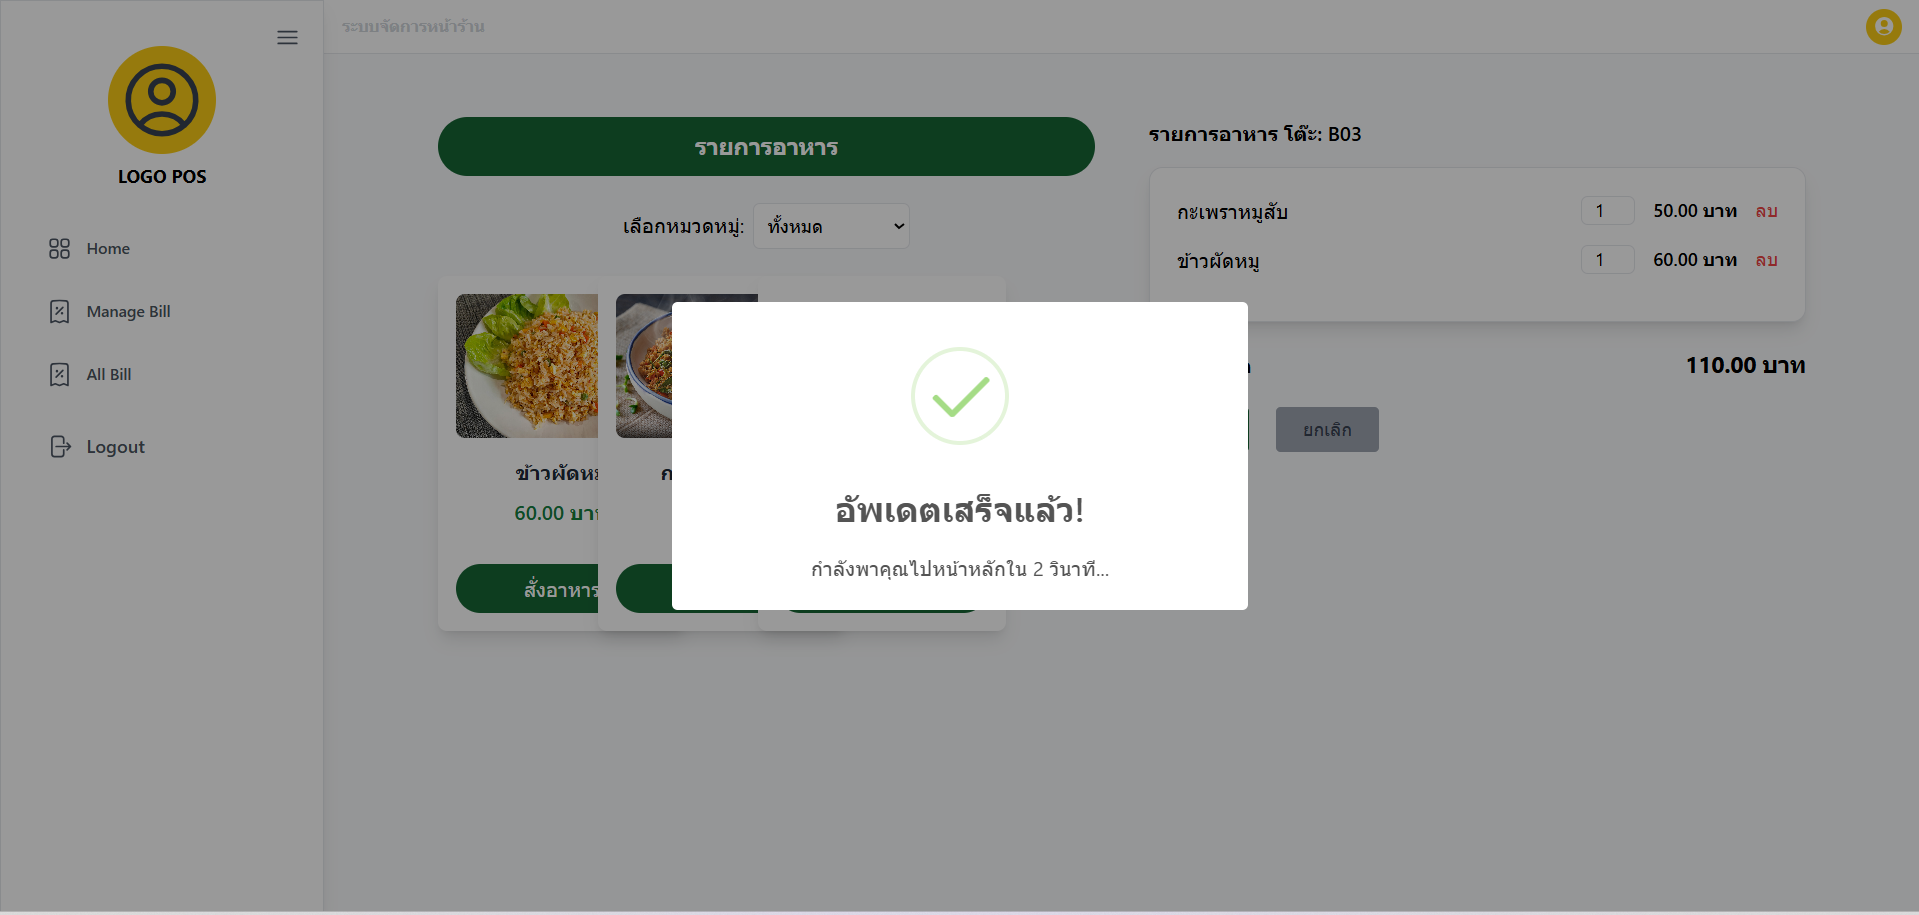 ระบบจัดการหน้าร้าน
LOGO POS
Home
Manage Bill
All Bill
Logout
รายการอาหาร
เลือกหมวดหมู่: ทั้งหมด
ข้าวผัดหมู
60.00 บาท
สั่งอาหาร
รายการอาหาร โต๊ะ: B03
กะเพราหมูสับ 1 50.00 บาท ลบ
ข้าวผัดหมู 1 60.00 บาท ลบ
110.00 บาท
ยกเลิก
อัพเดตเสร็จแล้ว!
กำลังพาคุณไปหน้าหลักใน 2 วินาที...